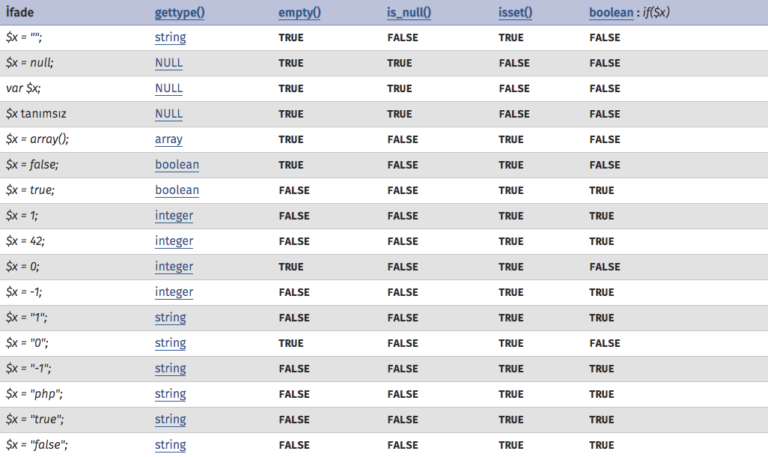 İfade gettype() empty() is_null() isset() boolean : if($x)
$x = ""; string TRUE FALSE TRUE FALSE
$x = null; NULL TRUE TRUE FALSE FALSE
var $x; NULL TRUE TRUE FALSE FALSE
$x tanımsız NULL TRUE TRUE FALSE FALSE
$x = array(); array TRUE FALSE TRUE FALSE
$x = false; boolean TRUE FALSE TRUE FALSE
$x = true; boolean FALSE FALSE TRUE TRUE
$x = 1; integer FALSE FALSE TRUE TRUE
$x = 42; integer FALSE FALSE TRUE TRUE
$x = 0; integer TRUE FALSE TRUE FALSE
$x = -1; integer FALSE FALSE TRUE TRUE
$x = "1"; string FALSE FALSE TRUE TRUE
$x = "0"; string TRUE FALSE TRUE FALSE
$x = "-1"; string FALSE FALSE TRUE TRUE
$x = "php"; string FALSE FALSE TRUE TRUE
$x = "true"; string FALSE FALSE TRUE TRUE
$x = "false"; string FALSE FALSE TRUE TRUE